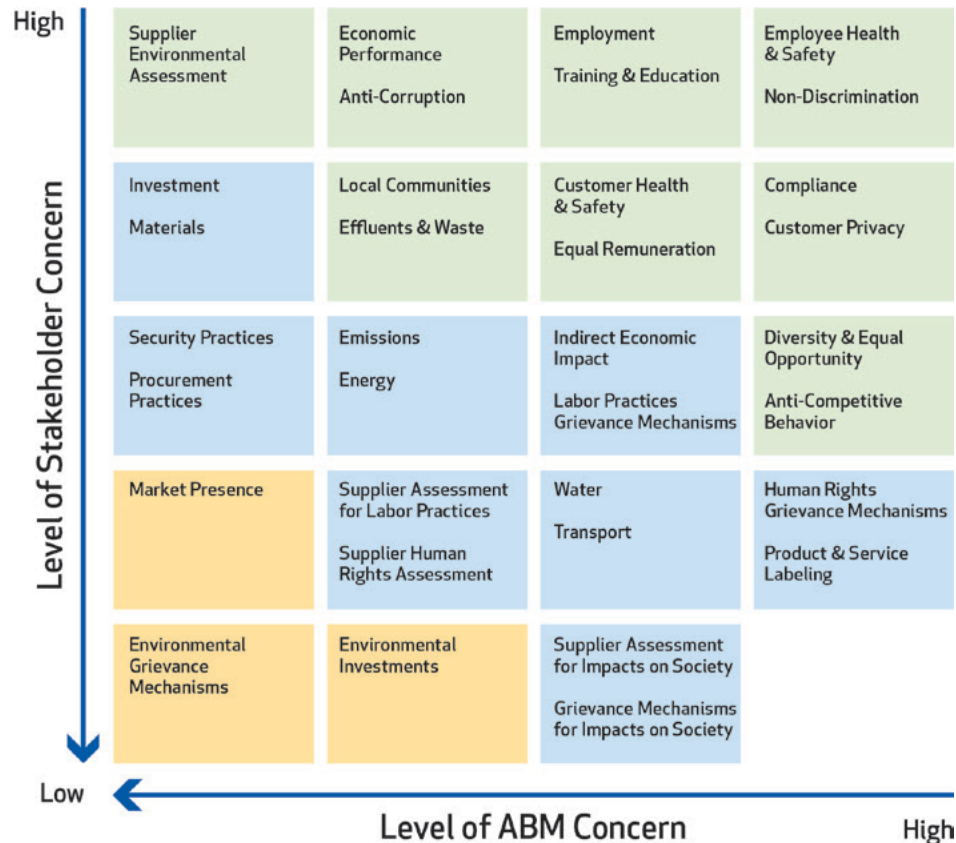 High
Supplier
Environmental
Assessment
Economic
Performance
Anti-Corruption
Employment
Training & Education
Employee Health
& Safety
Non-Discrimination
Investment
Materials
Local Communities
Effluents & Waste
Customer Health
& Safety
Equal Remuneration
Compliance
Customer Privacy
Level of Stakeholder Concern
Security Practices
Procurement
Practices
Emissions
Energy
Indirect Economic
Impact
Labor Practices
Grievance Mechanisms
Diversity & Equal
Opportunity
Anti-Competitive
Behavior
Market Presence
Supplier Assessment
for Labor Practices
Supplier Human
Rights Assessment
Water
Transport
Human Rights
Grievance Mechanisms
Product & Service
Labeling
Environmental
Grievance
Mechanisms
Environmental
Investments
Supplier Assessment
for Impacts on Society
Grievance Mechanisms
for Impacts on Society
Low
Level of ABM Concern
High